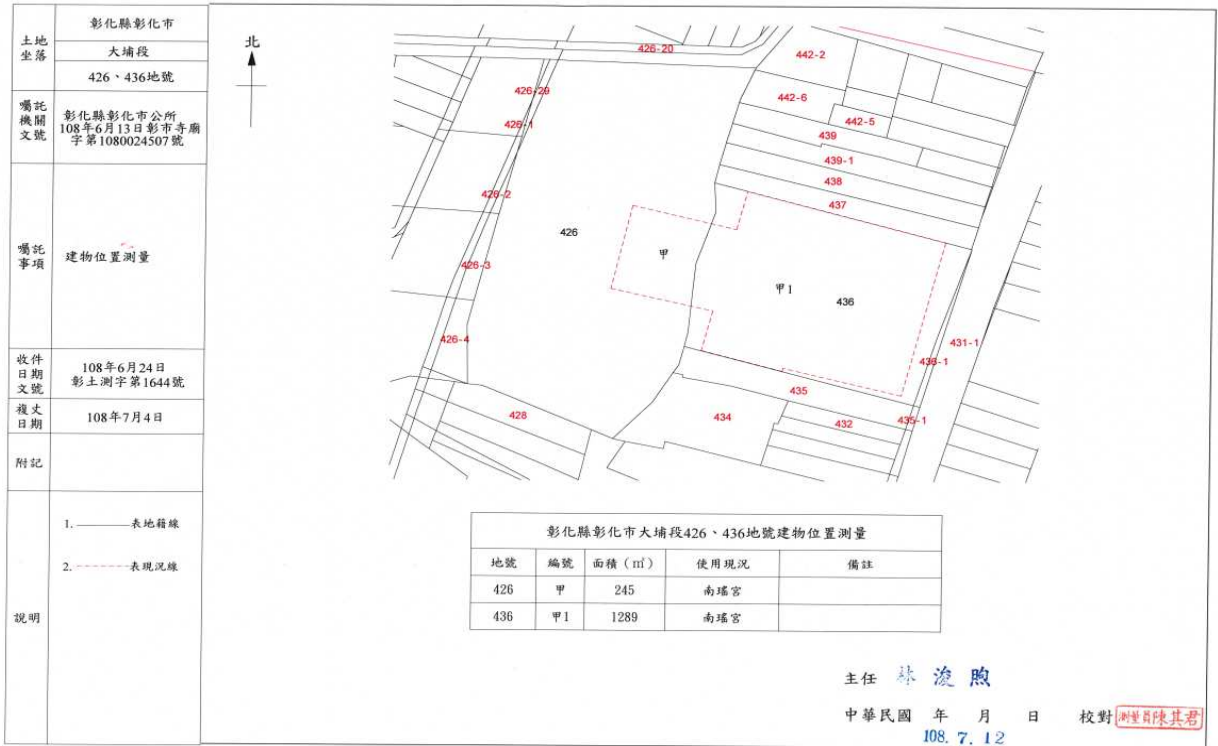 土地坐落
彰化縣彰化市
大埔段
426、436地號
囑託機關文號
彰化縣彰化市公所
108年6月13日彰市寺廟
字第1080024507號
囑託事項
建物位置測量
收件日期文號
108年6月24日
彰土測字第1644號
複丈日期
108年7月4日
附記
說明
1. 表地籍線
2. 表現況線
北
426-20
442-2
426-29
442-6
426-1
442-5
439
439-1
438
426-2
437
426
甲
426-3
甲1
436
426-4
431-1
436-1
435
428
434
432
435-1
彰化縣彰化市大埔段426、436地號建物位置測量
地號 編號 面積(㎡) 使用現況 備註
426 甲 245 南瑤宮
436 甲1 1289 南瑤宮
主任 林浚煦
中華民國 年 月 日 校對 測量員陳其君
108. 7. 12